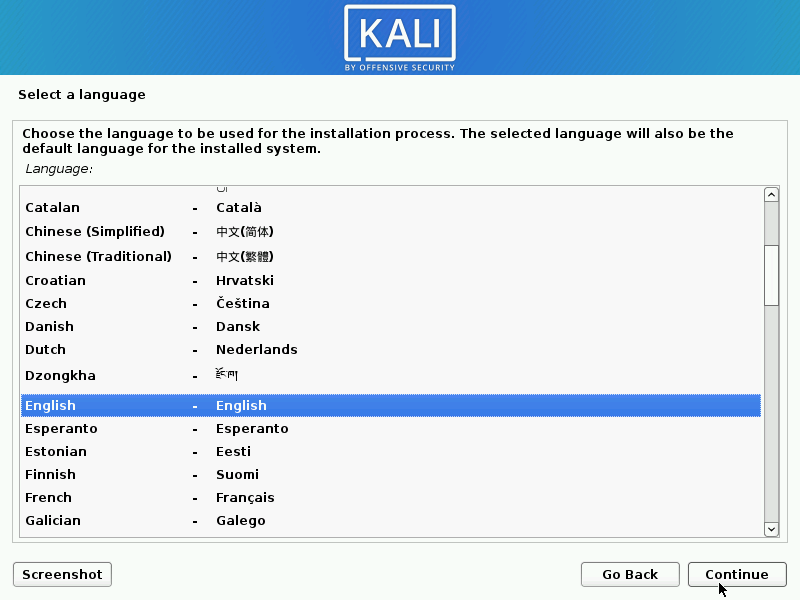 KALI
BY OFFENSIVE SECURITY
Select a language
Choose the language to be used for the installation process. The selected language will also be the
default language for the installed system.
Language:
Catalan - Català
Chinese (Simplified) - 中文(简体)
Chinese (Traditional) - 中文(繁體)
Croatian - Hrvatski
Czech - Čeština
Danish - Dansk
Dutch - Nederlands
Dzongkha - རྫོང་ཁ།
English - English
Esperanto - Esperanto
Estonian - Eesti
Finnish - Suomi
French - Français
Galician - Galego
Screenshot Go Back Continue